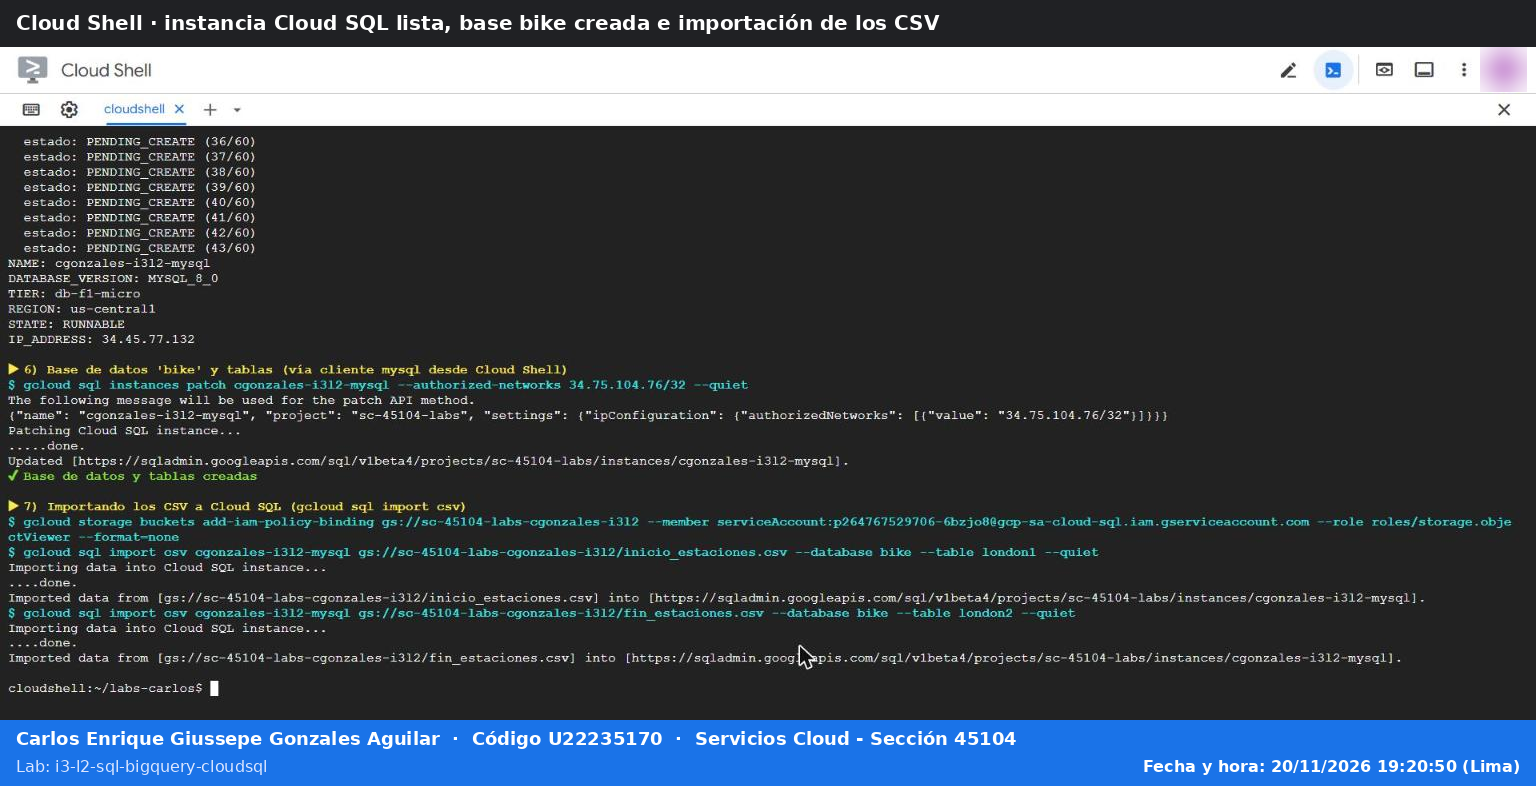 Cloud Shell · instancia Cloud SQL lista, base bike creada e importación de los CSV
Cloud Shell
cloudshell
estado: PENDING_CREATE (36/60)
estado: PENDING_CREATE (37/60)
estado: PENDING_CREATE (38/60)
estado: PENDING_CREATE (39/60)
estado: PENDING_CREATE (40/60)
estado: PENDING_CREATE (41/60)
estado: PENDING_CREATE (42/60)
estado: PENDING_CREATE (43/60)
NAME: cgonzales-i3l2-mysql
DATABASE_VERSION: MYSQL_8_0
TIER: db-f1-micro
REGION: us-central1
STATE: RUNNABLE
IP_ADDRESS: 34.45.77.132
▶ 6) Base de datos 'bike' y tablas (vía cliente mysql desde Cloud Shell)
$ gcloud sql instances patch cgonzales-i3l2-mysql --authorized-networks 34.75.104.76/32 --quiet
The following message will be used for the patch API method.
{"name": "cgonzales-i3l2-mysql", "project": "sc-45104-labs", "settings": {"ipConfiguration": {"authorizedNetworks": [{"value": "34.75.104.76/32"}]}}}
Patching Cloud SQL instance...
.....done.
Updated [https://sqladmin.googleapis.com/sql/v1beta4/projects/sc-45104-labs/instances/cgonzales-i3l2-mysql].
✔ Base de datos y tablas creadas
▶ 7) Importando los CSV a Cloud SQL (gcloud sql import csv)
$ gcloud storage buckets add-iam-policy-binding gs://sc-45104-labs-cgonzales-i3l2 --member serviceAccount:p264767529706-6bzjo8@gcp-sa-cloud-sql.iam.gserviceaccount.com --role roles/storage.obje
ctViewer --format=none
$ gcloud sql import csv cgonzales-i3l2-mysql gs://sc-45104-labs-cgonzales-i3l2/inicio_estaciones.csv --database bike --table london1 --quiet
Importing data into Cloud SQL instance...
....done.
Imported data from [gs://sc-45104-labs-cgonzales-i3l2/inicio_estaciones.csv] into [https://sqladmin.googleapis.com/sql/v1beta4/projects/sc-45104-labs/instances/cgonzales-i3l2-mysql].
$ gcloud sql import csv cgonzales-i3l2-mysql gs://sc-45104-labs-cgonzales-i3l2/fin_estaciones.csv --database bike --table london2 --quiet
Importing data into Cloud SQL instance...
....done.
Imported data from [gs://sc-45104-labs-cgonzales-i3l2/fin_estaciones.csv] into [https://sqladmin.googleapis.com/sql/v1beta4/projects/sc-45104-labs/instances/cgonzales-i3l2-mysql].
cloudshell:~/labs-carlos$
Carlos Enrique Giussepe Gonzales Aguilar · Código U22235170 · Servicios Cloud - Sección 45104
Lab: i3-l2-sql-bigquery-cloudsql
Fecha y hora: 20/11/2026 19:20:50 (Lima)